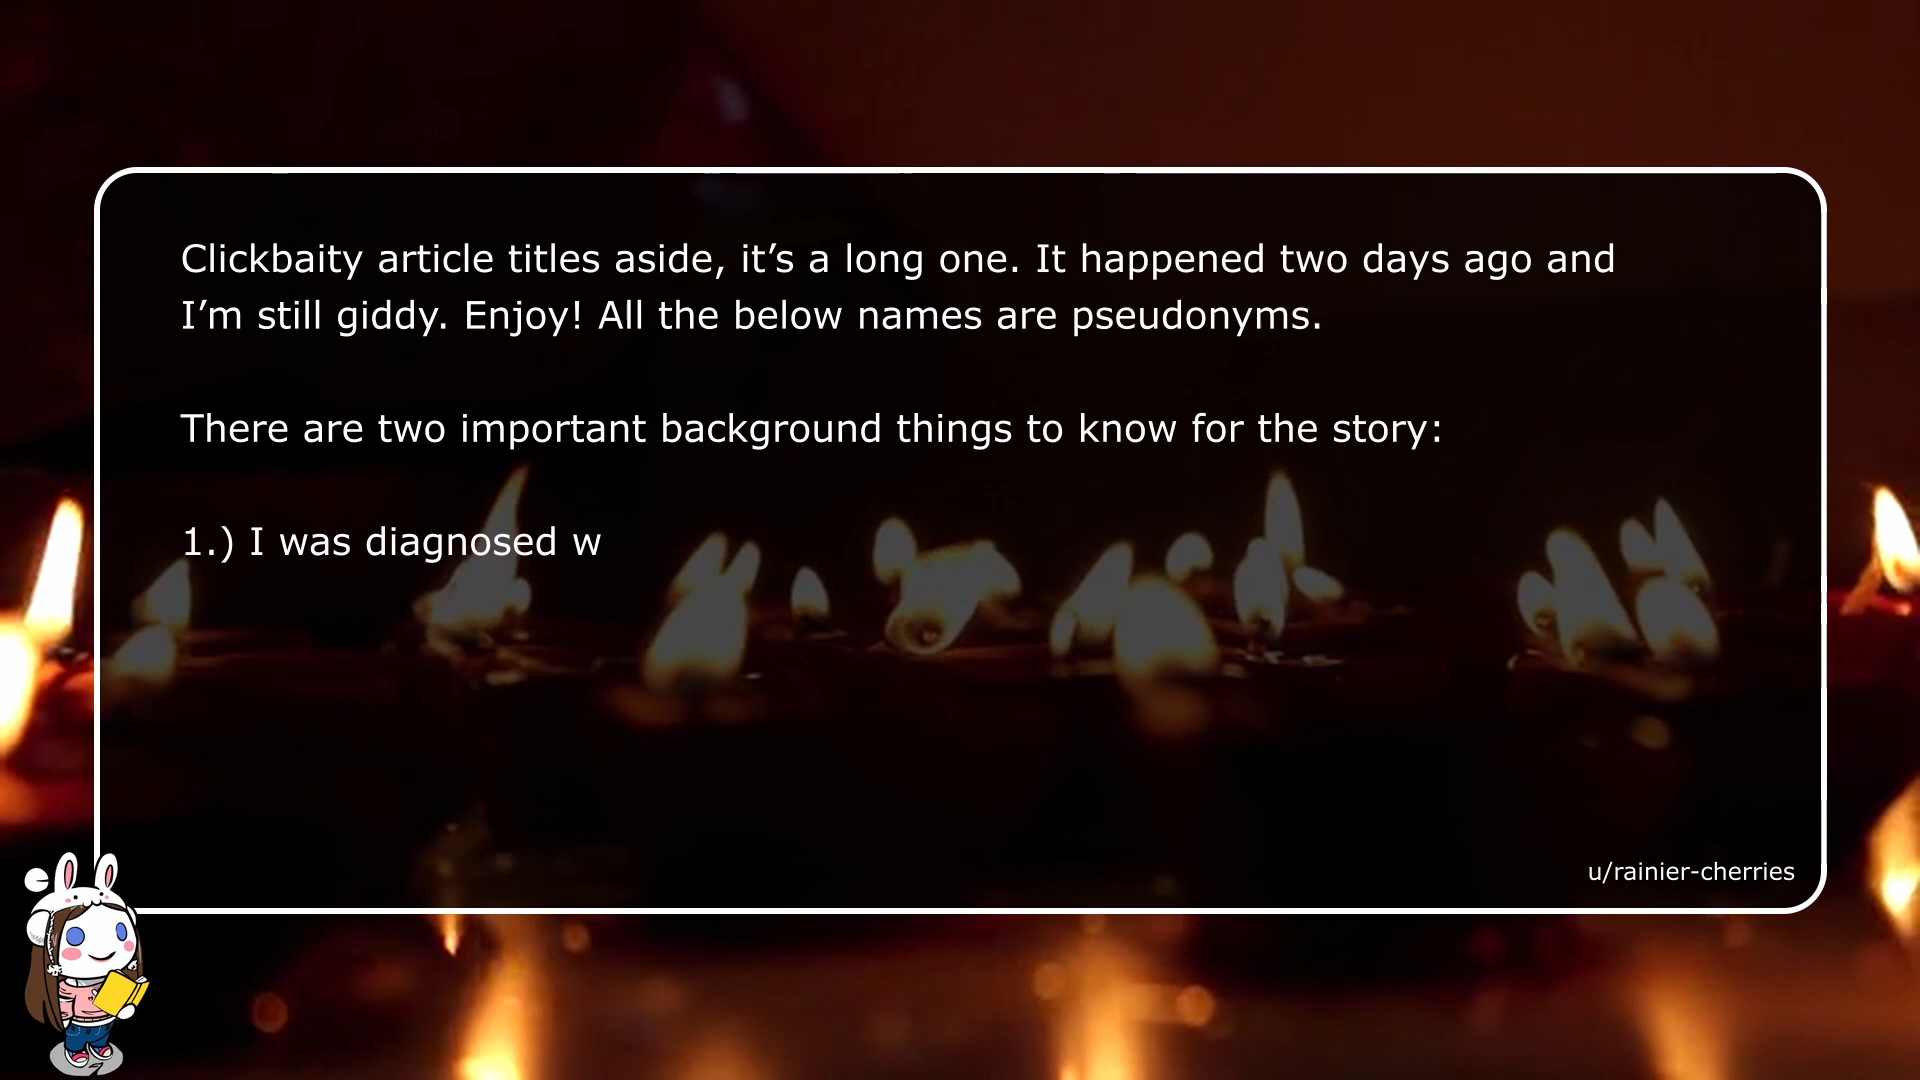 Clickbaity article titles aside, it’s a long one. It happened two days ago and
I’m still giddy. Enjoy! All the below names are pseudonyms.
There are two important background things to know for the story:
1.) I was diagnosed w
u/rainier-cherries